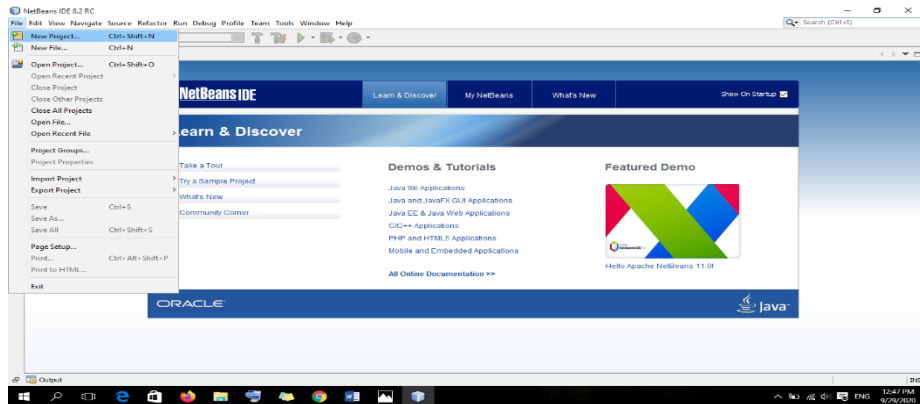 NetBeans IDE 8.2 RC
File Edit View Navigate Source Refactor Run Debug Profile Team Tools Window Help
Search (Ctrl+I)
New Project... Ctrl+Shift+N
New File... Ctrl+N
Open Project... Ctrl+Shift+O
Open Recent Project
Close Project
Close Other Projects
Close All Projects
Open File...
Open Recent File
Project Groups...
Project Properties
Import Project
Export Project
Save Ctrl+S
Save As...
Save All Ctrl+Shift+S
Page Setup...
Print... Ctrl+Alt+Shift+P
Print to HTML...
Exit
NetBeans IDE
Learn & Discover My NetBeans What's New Show On Startup
earn & Discover
Take a Tour
Try a Sample Project
What's New
Community Corner
Demos & Tutorials
Java SE Applications
Java and JavaFX GUI Applications
Java EE & Java Web Applications
C/C++ Applications
PHP and HTML5 Applications
Mobile and Embedded Applications
All Online Documentation >>
Featured Demo
Hello Apache NetBeans 11.0!
ORACLE
Java
Output
INS
ENG
12:47 PM
9/29/2020